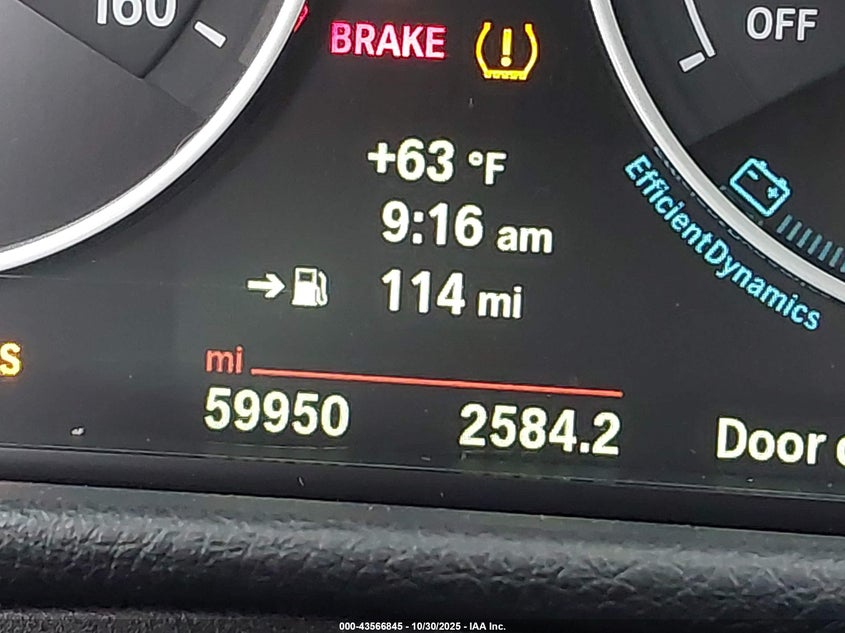 160
BRAKE
OFF
+63 °F
9:16 am
114 mi
EfficientDynamics
mi
59950 2584.2
Door
S
000-43566845 - 10/30/2025 - IAA Inc.